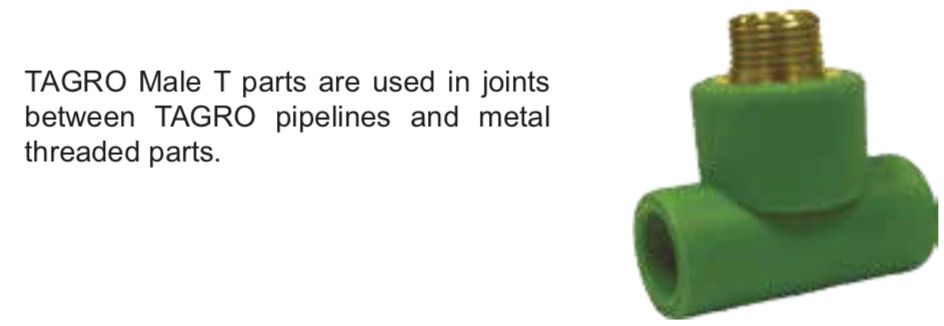 TAGRO Male T parts are used in joints
between TAGRO pipelines and metal
threaded parts.